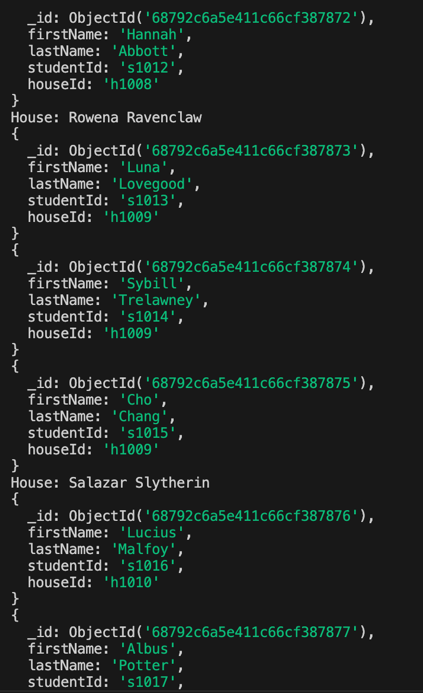 _id: ObjectId('68792c6a5e411c66cf387872'),
firstName: 'Hannah',
lastName: 'Abbott',
studentId: 's1012',
houseId: 'h1008'
}
House: Rowena Ravenclaw
{
_id: ObjectId('68792c6a5e411c66cf387873'),
firstName: 'Luna',
lastName: 'Lovegood',
studentId: 's1013',
houseId: 'h1009'
}
{
_id: ObjectId('68792c6a5e411c66cf387874'),
firstName: 'Sybill',
lastName: 'Trelawney',
studentId: 's1014',
houseId: 'h1009'
}
{
_id: ObjectId('68792c6a5e411c66cf387875'),
firstName: 'Cho',
lastName: 'Chang',
studentId: 's1015',
houseId: 'h1009'
}
House: Salazar Slytherin
{
_id: ObjectId('68792c6a5e411c66cf387876'),
firstName: 'Lucius',
lastName: 'Malfoy',
studentId: 's1016',
houseId: 'h1010'
}
{
_id: ObjectId('68792c6a5e411c66cf387877'),
firstName: 'Albus',
lastName: 'Potter',
studentId: 's1017',